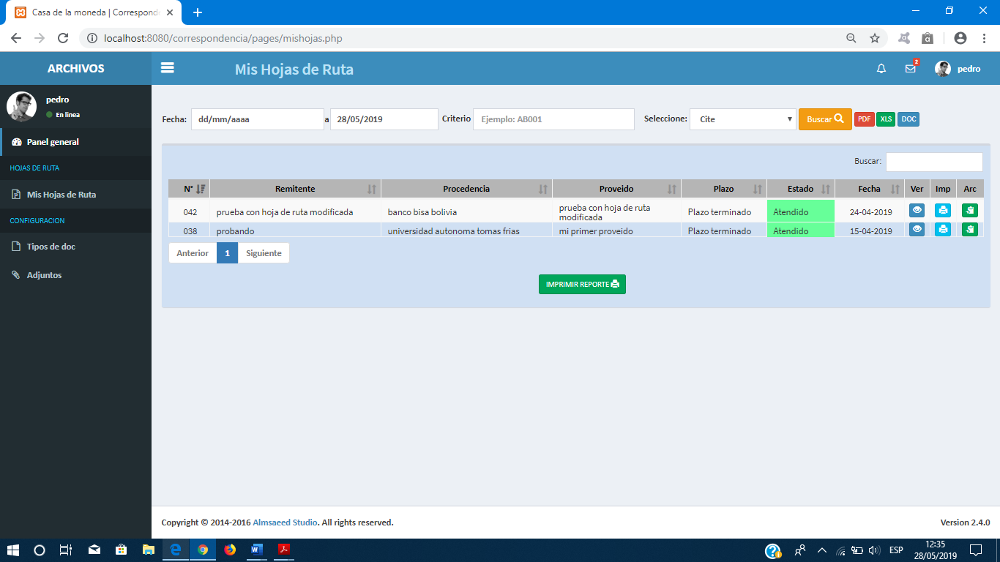 Casa de la moneda | Correspond
localhost:8080/correspondencia/pages/mishojas.php
ARCHIVOS
Mis Hojas de Ruta
2
pedro
pedro
En linea
Panel general
HOJAS DE RUTA
Mis Hojas de Ruta
CONFIGURACION
Tipos de doc
Adjuntos
Fecha: dd/mm/aaaa a 28/05/2019 Criterio Ejemplo: AB001 Seleccione: Cite Buscar PDF XLS DOC
Buscar:
N° Remitente Procedencia Proveido Plazo Estado Fecha Ver Imp Arc
042 prueba con hoja de ruta modificada banco bisa bolivia prueba con hoja de ruta modificada Plazo terminado Atendido 24-04-2019
038 probando universidad autonoma tomas frias mi primer proveido Plazo terminado Atendido 15-04-2019
Anterior 1 Siguiente
IMPRIMIR REPORTE
Copyright © 2014-2016 Almsaeed Studio. All rights reserved.
Version 2.4.0
ESP
12:35
28/05/2019